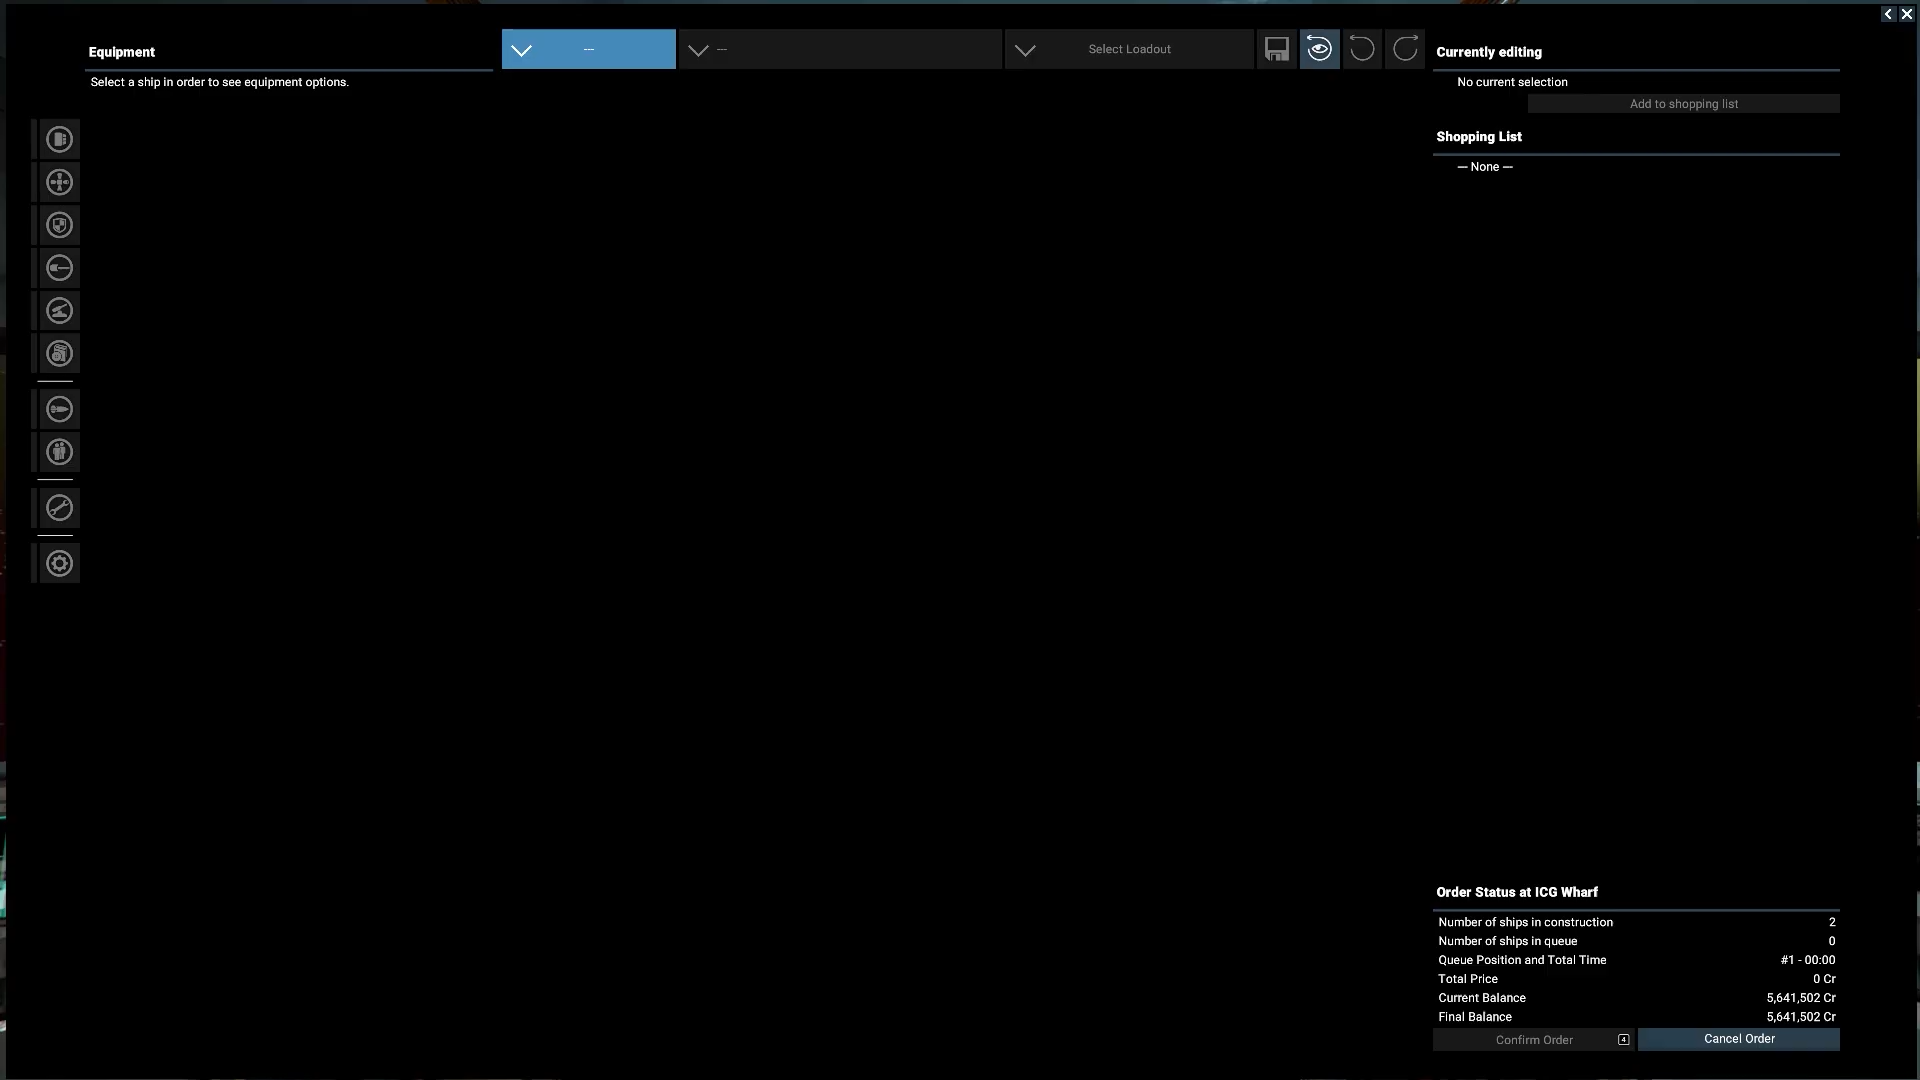 Equipment
Select a ship in order to see equipment options.
---
---
Select Loadout
Currently editing
No current selection
Add to shopping list
Shopping List
--- None ---
Order Status at ICG Wharf
Number of ships in construction 2
Number of ships in queue 0
Queue Position and Total Time #1 - 00:00
Total Price 0 Cr
Current Balance 5,641,502 Cr
Final Balance 5,641,502 Cr
Confirm Order 4
Cancel Order